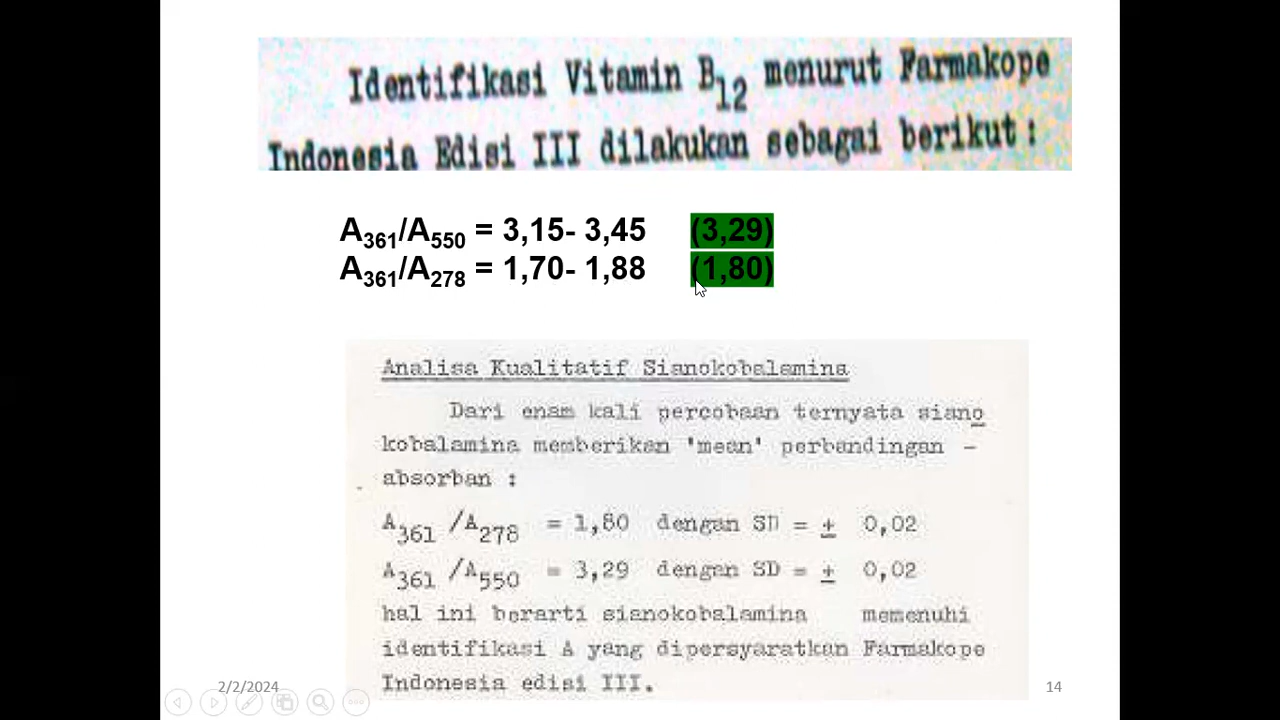 Identifikasi Vitamin B12 menurut Farmakope
Indonesia Edisi III dilakukan sebagai berikut :
A361/A550 = 3,15- 3,45 (3,29)
A361/A278 = 1,70- 1,88 (1,80)
Analisa Kualitatif Sianokobalamina
Dari enam kali percobaan ternyata siano
kobalamina memberikan 'mean' perbandingan -
absorban :
A361 /A278 = 1,80 dengan SD = ± 0,02
A361 /A550 = 3,29 dengan SD = ± 0,02
hal ini berarti sianokobalamina memenuhi
identifikasi A yang dipersyaratkan Farmakope
Indonesia edisi III.
2/2/2024
14